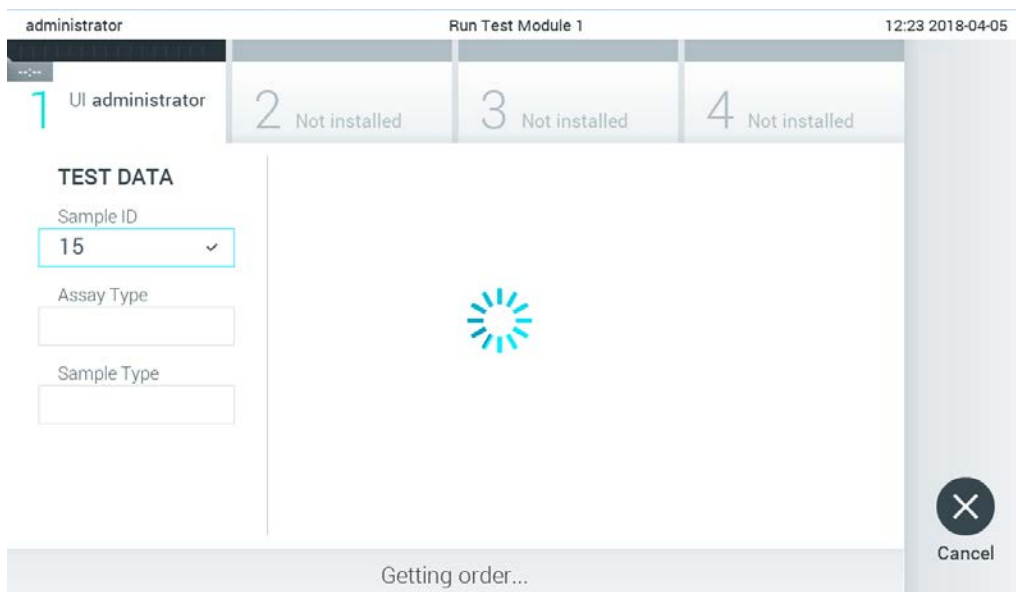 administrator Run Test Module 1 12:23 2018-04-05
--:--
1 UI administrator 2 Not installed 3 Not installed 4 Not installed
TEST DATA
Sample ID
15
Assay Type
Sample Type
Cancel
Getting order...